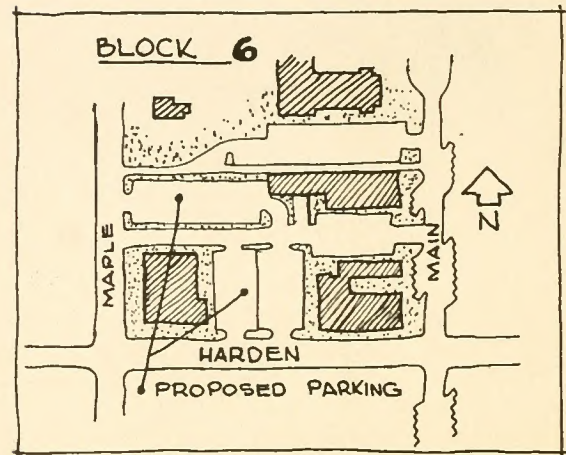 BLOCK 6
N
MAPLE
MAIN
HARDEN
PROPOSED PARKING